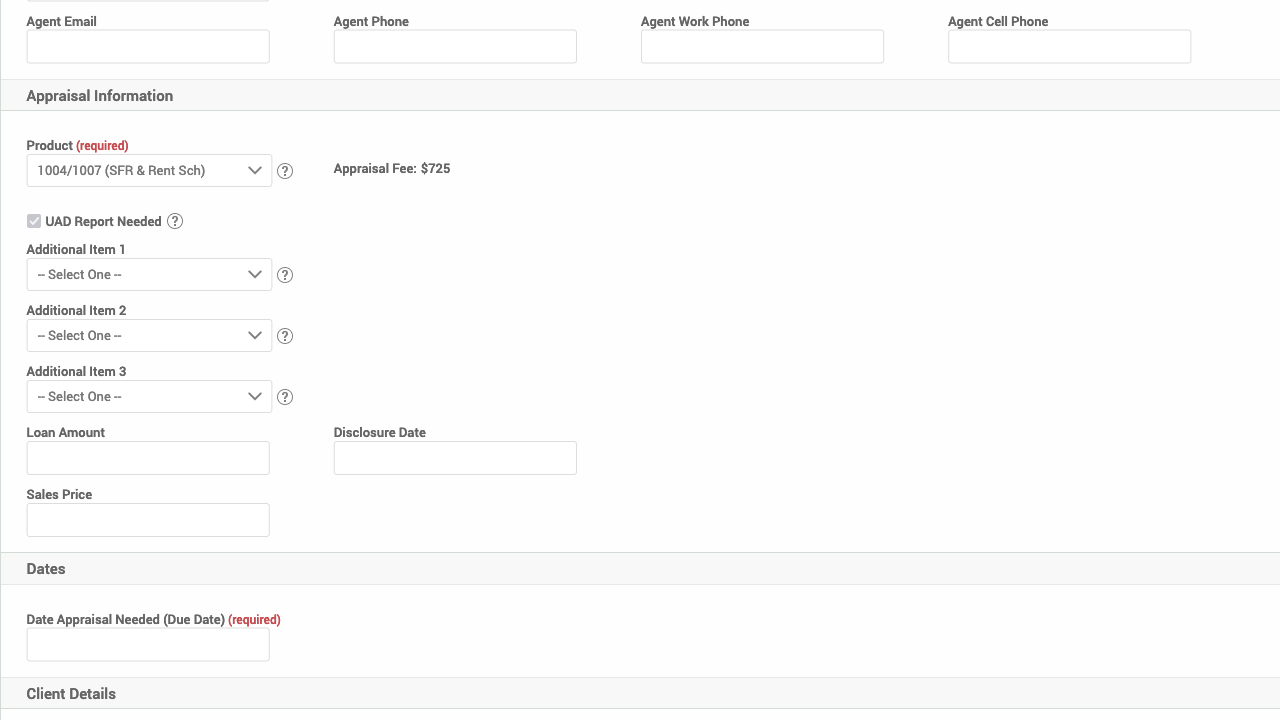 Agent Email
Agent Phone
Agent Work Phone
Agent Cell Phone
Appraisal Information
Product (required)
1004/1007 (SFR & Rent Sch)
?
Appraisal Fee: $725
UAD Report Needed
?
Additional Item 1
-- Select One --
?
Additional Item 2
-- Select One --
?
Additional Item 3
-- Select One --
?
Loan Amount
Disclosure Date
Sales Price
Dates
Date Appraisal Needed (Due Date) (required)
Client Details